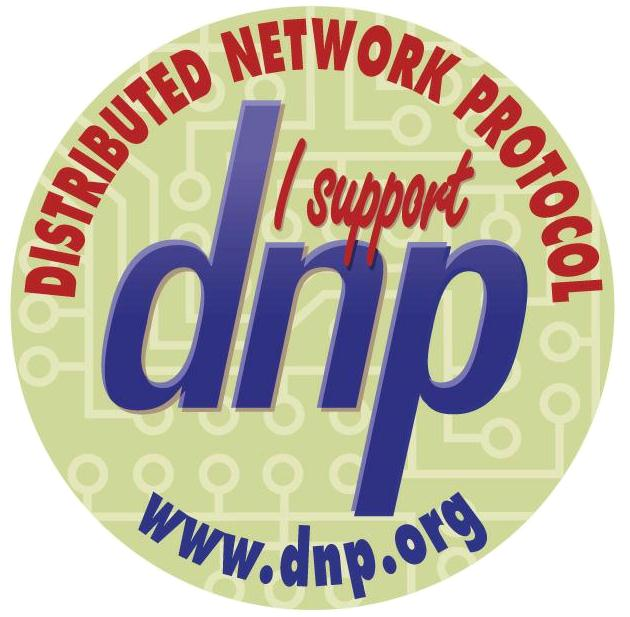 DISTRIBUTED NETWORK PROTOCOL
I support
dnp
www.dnp.org